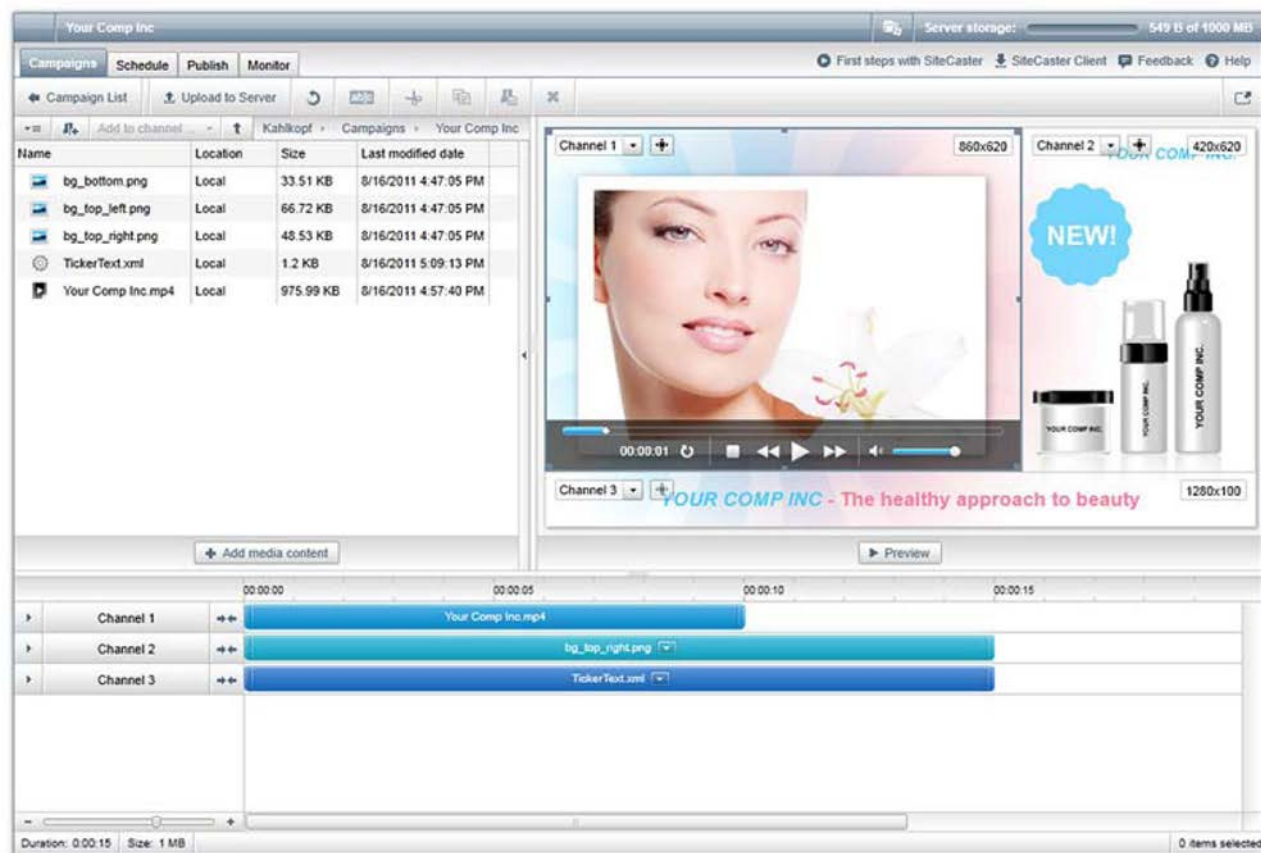 Your Comp Inc Server storage: 549 B of 1000 MB
Campaigns Schedule Publish Monitor First steps with SiteCaster SiteCaster Client Feedback Help
Campaign List Upload to Server
Add to channel ... Kahlkopf Campaigns Your Comp Inc
Name Location Size Last modified date
bg_bottom.png Local 33.51 KB 8/16/2011 4:47:05 PM
bg_top_left.png Local 66.72 KB 8/16/2011 4:47:05 PM
bg_top_right.png Local 48.53 KB 8/16/2011 4:47:05 PM
TickerText.xml Local 1.2 KB 8/16/2011 5:09:13 PM
Your Comp Inc.mp4 Local 975.99 KB 8/16/2011 4:57:40 PM
Add media content
Channel 1 860x620
Channel 2 420x620
YOUR COMP INC.
NEW!
YOUR COMP INC.
YOUR COMP INC.
YOUR COMP INC.
00:00:01
Channel 3 1280x100
YOUR COMP INC - The healthy approach to beauty
Preview
00:00:00 00:00:05 00:00:10 00:00:15
Channel 1 Your Comp Inc.mp4
Channel 2 bg_top_right.png
Channel 3 TickerText.xml
Duration: 0:00:15 Size: 1 MB 0 items selected